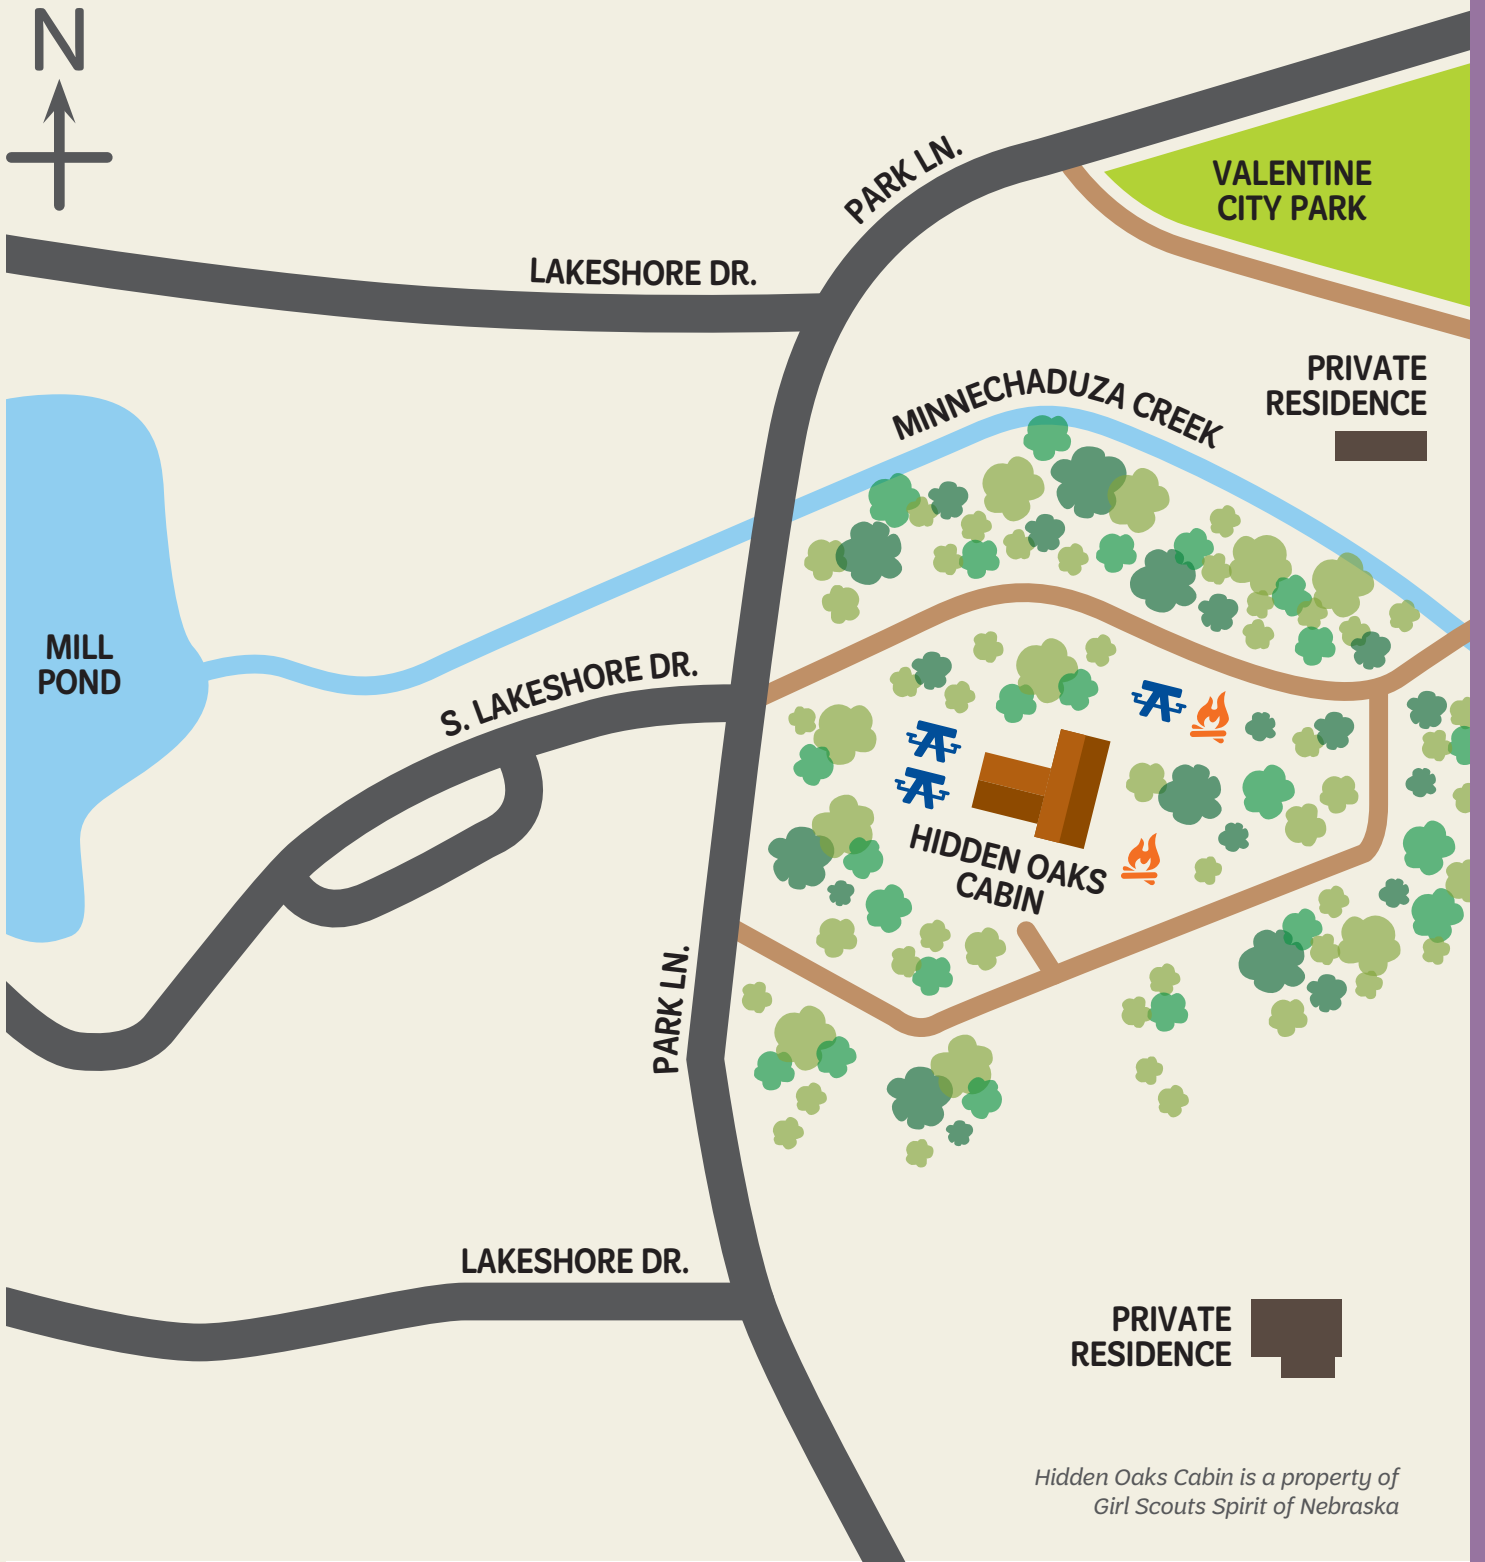 N
PARK LN.
VALENTINE
CITY PARK
LAKESHORE DR.
PRIVATE
RESIDENCE
MINNECHADUZA CREEK
MILL
POND
S. LAKESHORE DR.
HIDDEN OAKS
CABIN
PARK LN.
LAKESHORE DR.
PRIVATE
RESIDENCE
Hidden Oaks Cabin is a property of
Girl Scouts Spirit of Nebraska